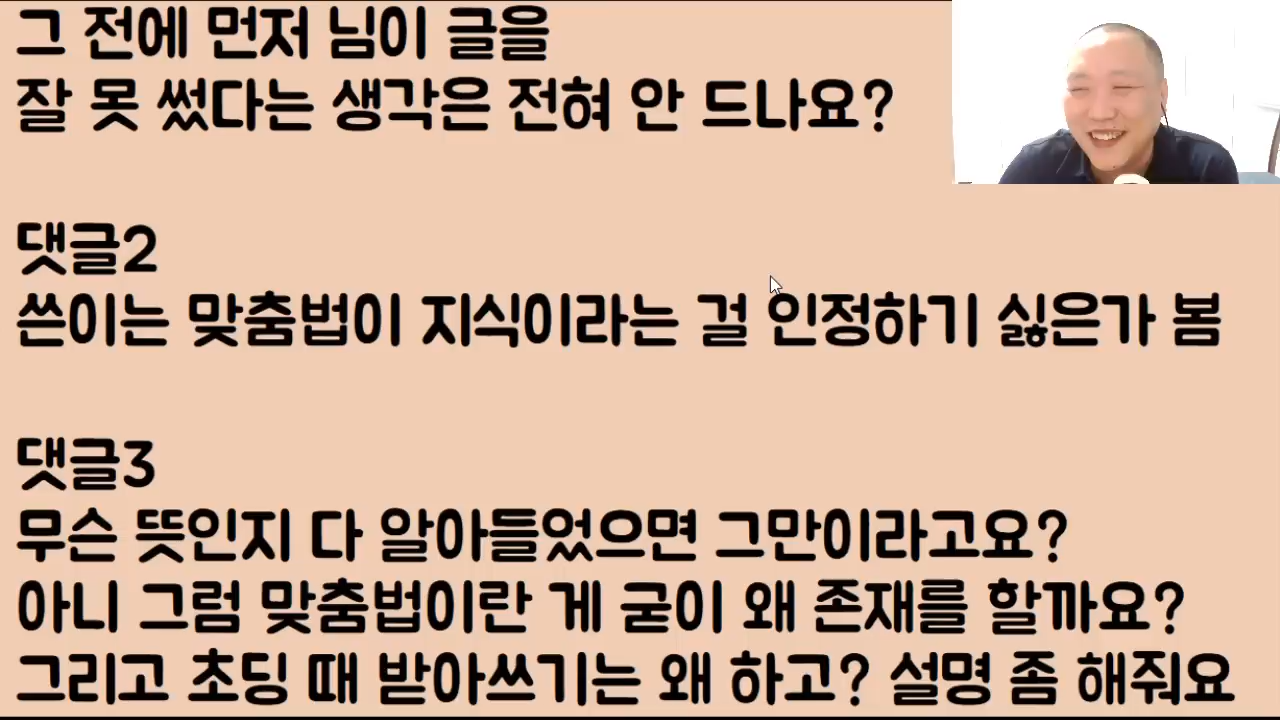 그 전에 먼저 님이 글을
잘 못 썼다는 생각은 전혀 안 드나요?
댓글2
쓴이는 맞춤법이 지식이라는 걸 인정하기 싫은가 봄
댓글3
무슨 뜻인지 다 알아들었으면 그만이라고요?
아니 그럼 맞춤법이란 게 굳이 왜 존재를 할까요?
그리고 초딩 때 받아쓰기는 왜 하고? 설명 좀 해줘요